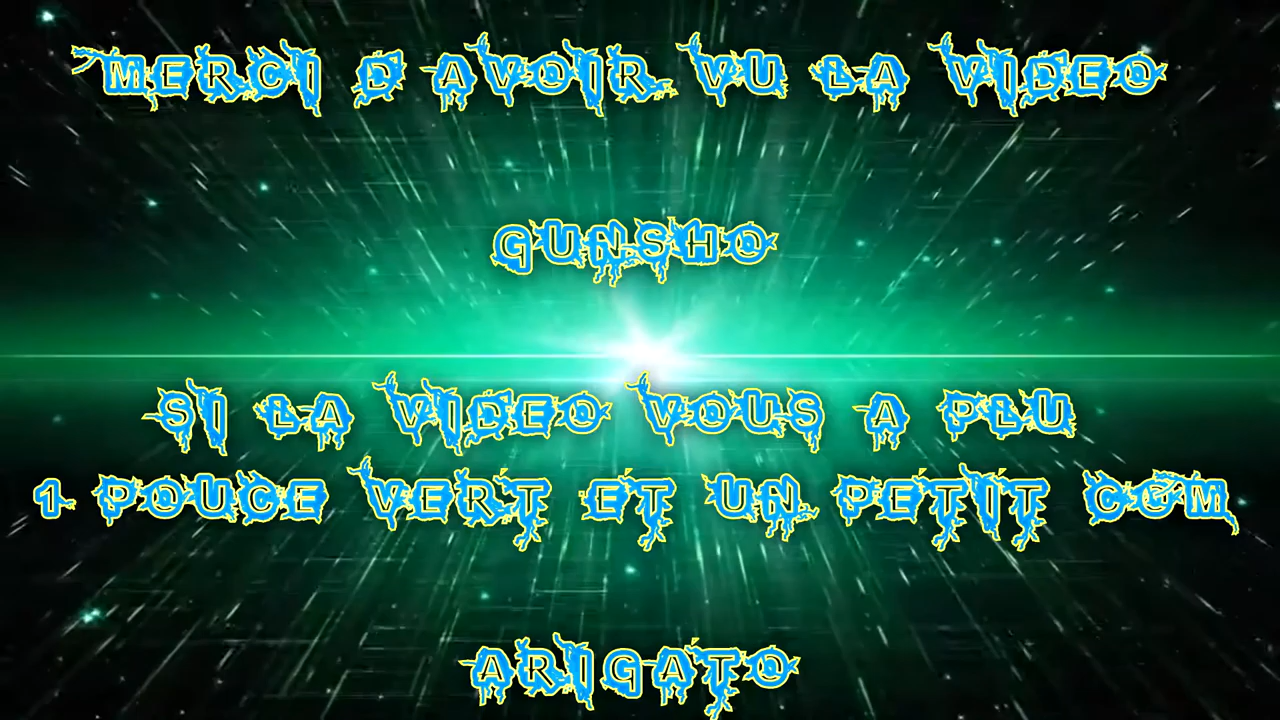 MERCI D AVOIR VU LA VIDEO
GUNSHO
SI LA VIDEO VOUS A PLU
1 POUCE VERT ET UN PETIT COM
ARIGATO